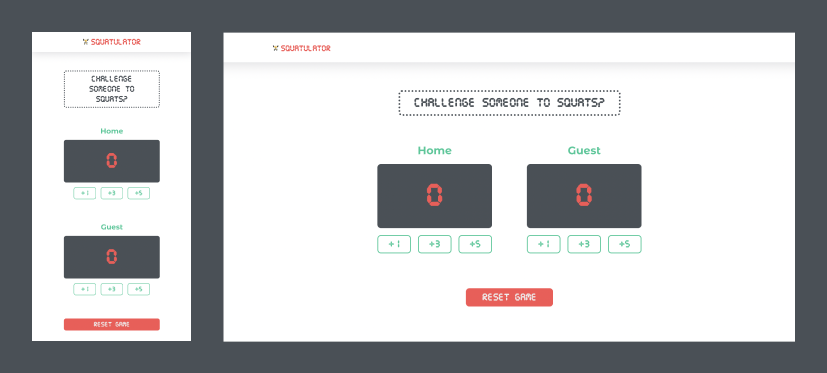 SQUATULATOR
CHALLENGE
SOMEONE TO
SQUATS?
Home
0
+1 +3 +5
Guest
0
+1 +3 +5
RESET GAME
SQUATULATOR
CHALLENGE SOMEONE TO SQUATS?
Home Guest
0 0
+1 +3 +5 +1 +3 +5
RESET GAME